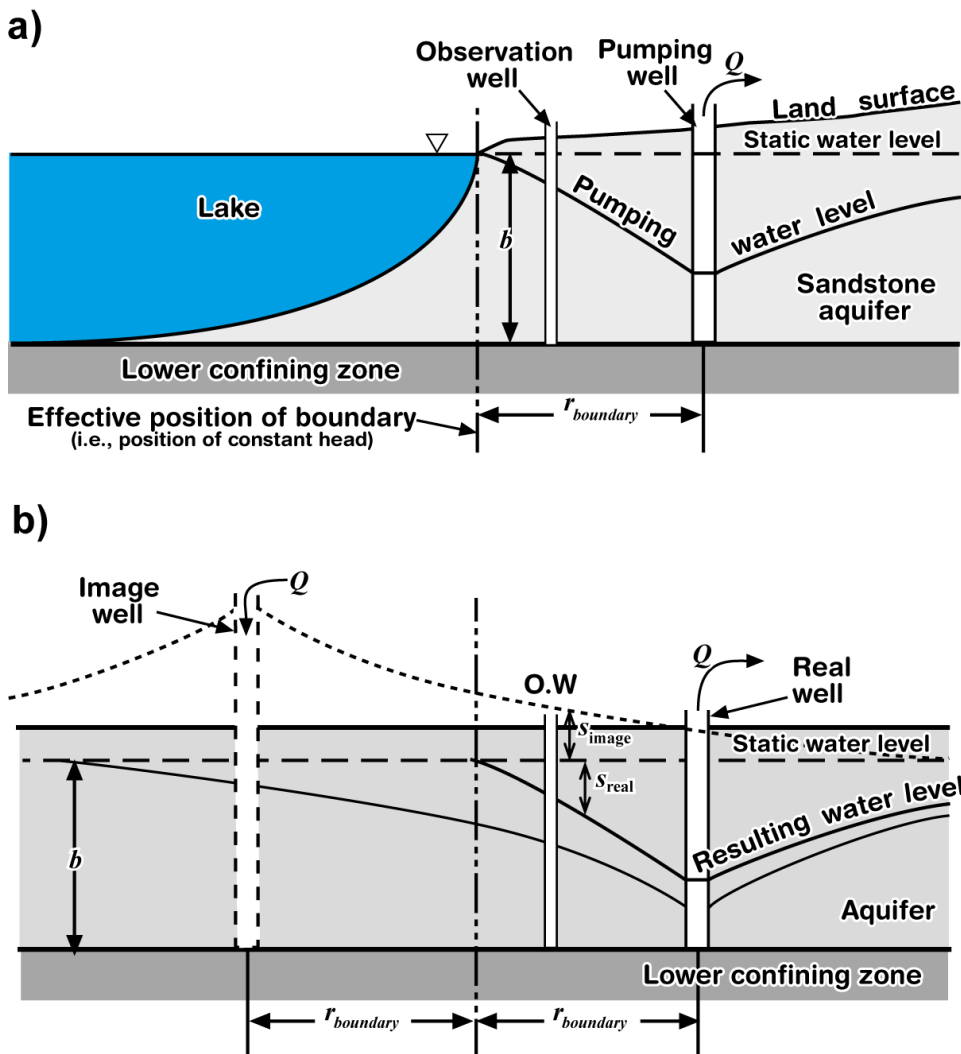 a)
Observation
well
Pumping
well
Q
Land surface
Static water level
Lake
b
Pumping water level
Sandstone
aquifer
Lower confining zone
Effective position of boundary
(i.e., position of constant head)
r boundary
b)
Image
well
Q
Q
Real
well
O.W
s image
Static water level
s real
b
Resulting water level
Aquifer
Lower confining zone
r boundary
r boundary